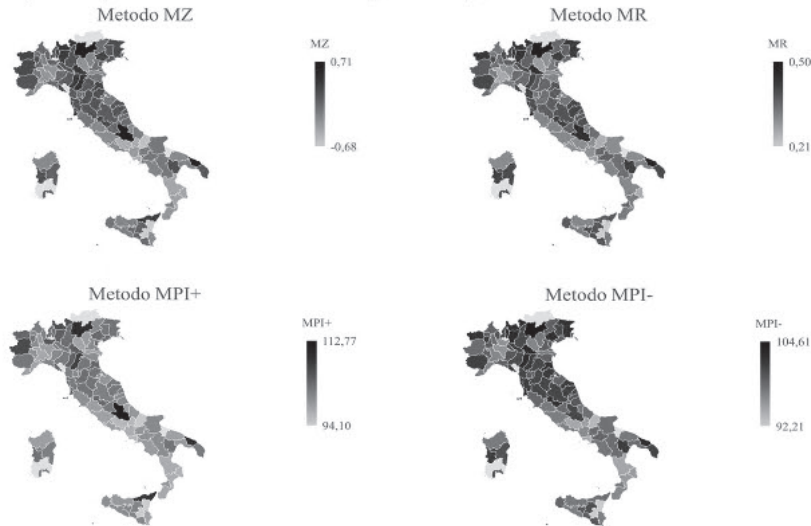 Metodo MZ
MZ
0,71
-0,68
Metodo MR
MR
0,50
0,21
Metodo MPI+
MPI+
112,77
94,10
Metodo MPI-
MPI-
104,61
92,21